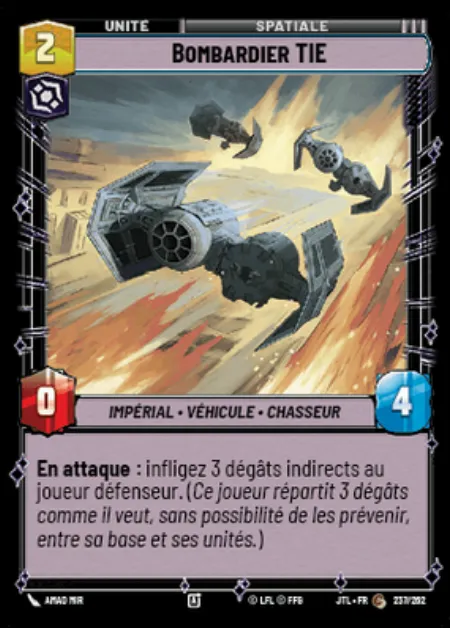 UNITÉ SPATIALE
2
BOMBARDIER TIE
0
4
IMPÉRIAL • VÉHICULE • CHASSEUR
En attaque : infligez 3 dégâts indirects au
joueur défenseur. (Ce joueur répartit 3 dégâts
comme il veut, sans possibilité de les prévenir,
entre sa base et ses unités.)
AMAD MIR © LFL © FFG JTL • FR C 237/262